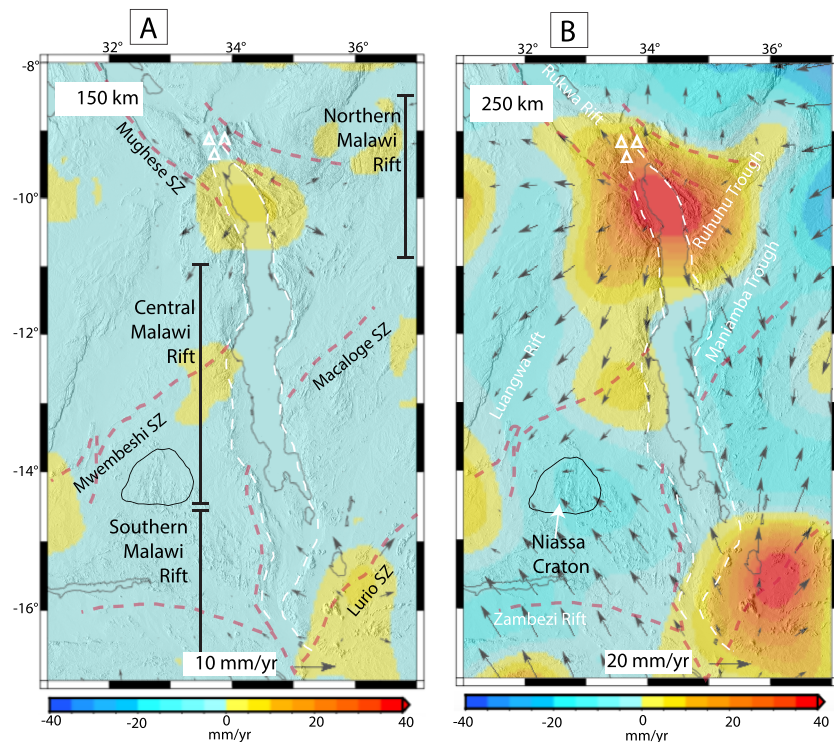 A
B
32°
34°
36°
32°
34°
36°
-8°
-10°
-12°
-14°
-16°
150 km
Mughese SZ
Northern
Malawi
Rift
Central
Malawi
Rift
Macaloge SZ
Mwembeshi SZ
Southern
Malawi
Rift
Lurio SZ
10 mm/yr
250 km
Rukwa Rift
Ruhuhu Trough
Maniamba Trough
Luangwa Rift
Niassa
Craton
Zambezi Rift
20 mm/yr
-40
-20
0
20
40
mm/yr
-40
-20
0
20
40
mm/yr